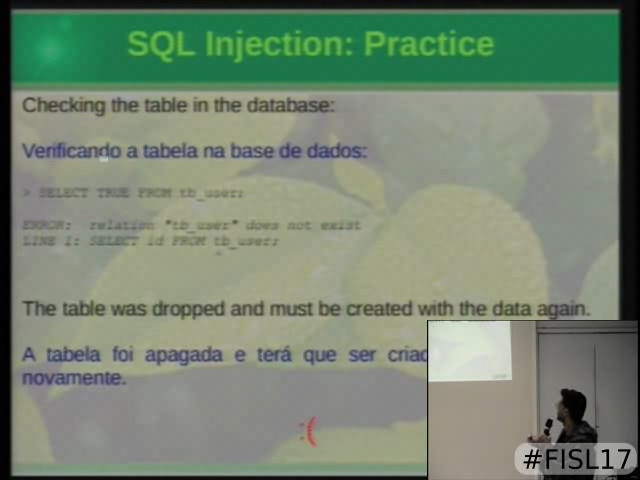 SQL Injection: Practice
Checking the table in the database:
Verificando a tabela na base de dados:
> SELECT TRUE FROM tb_user;
ERROR: relation "tb_user" does not exist
LINE 1: SELECT id FROM tb_user;
The table was dropped and must be created with the data again.
A tabela foi apagada e terá que ser
novamente.
:(
#FISL17